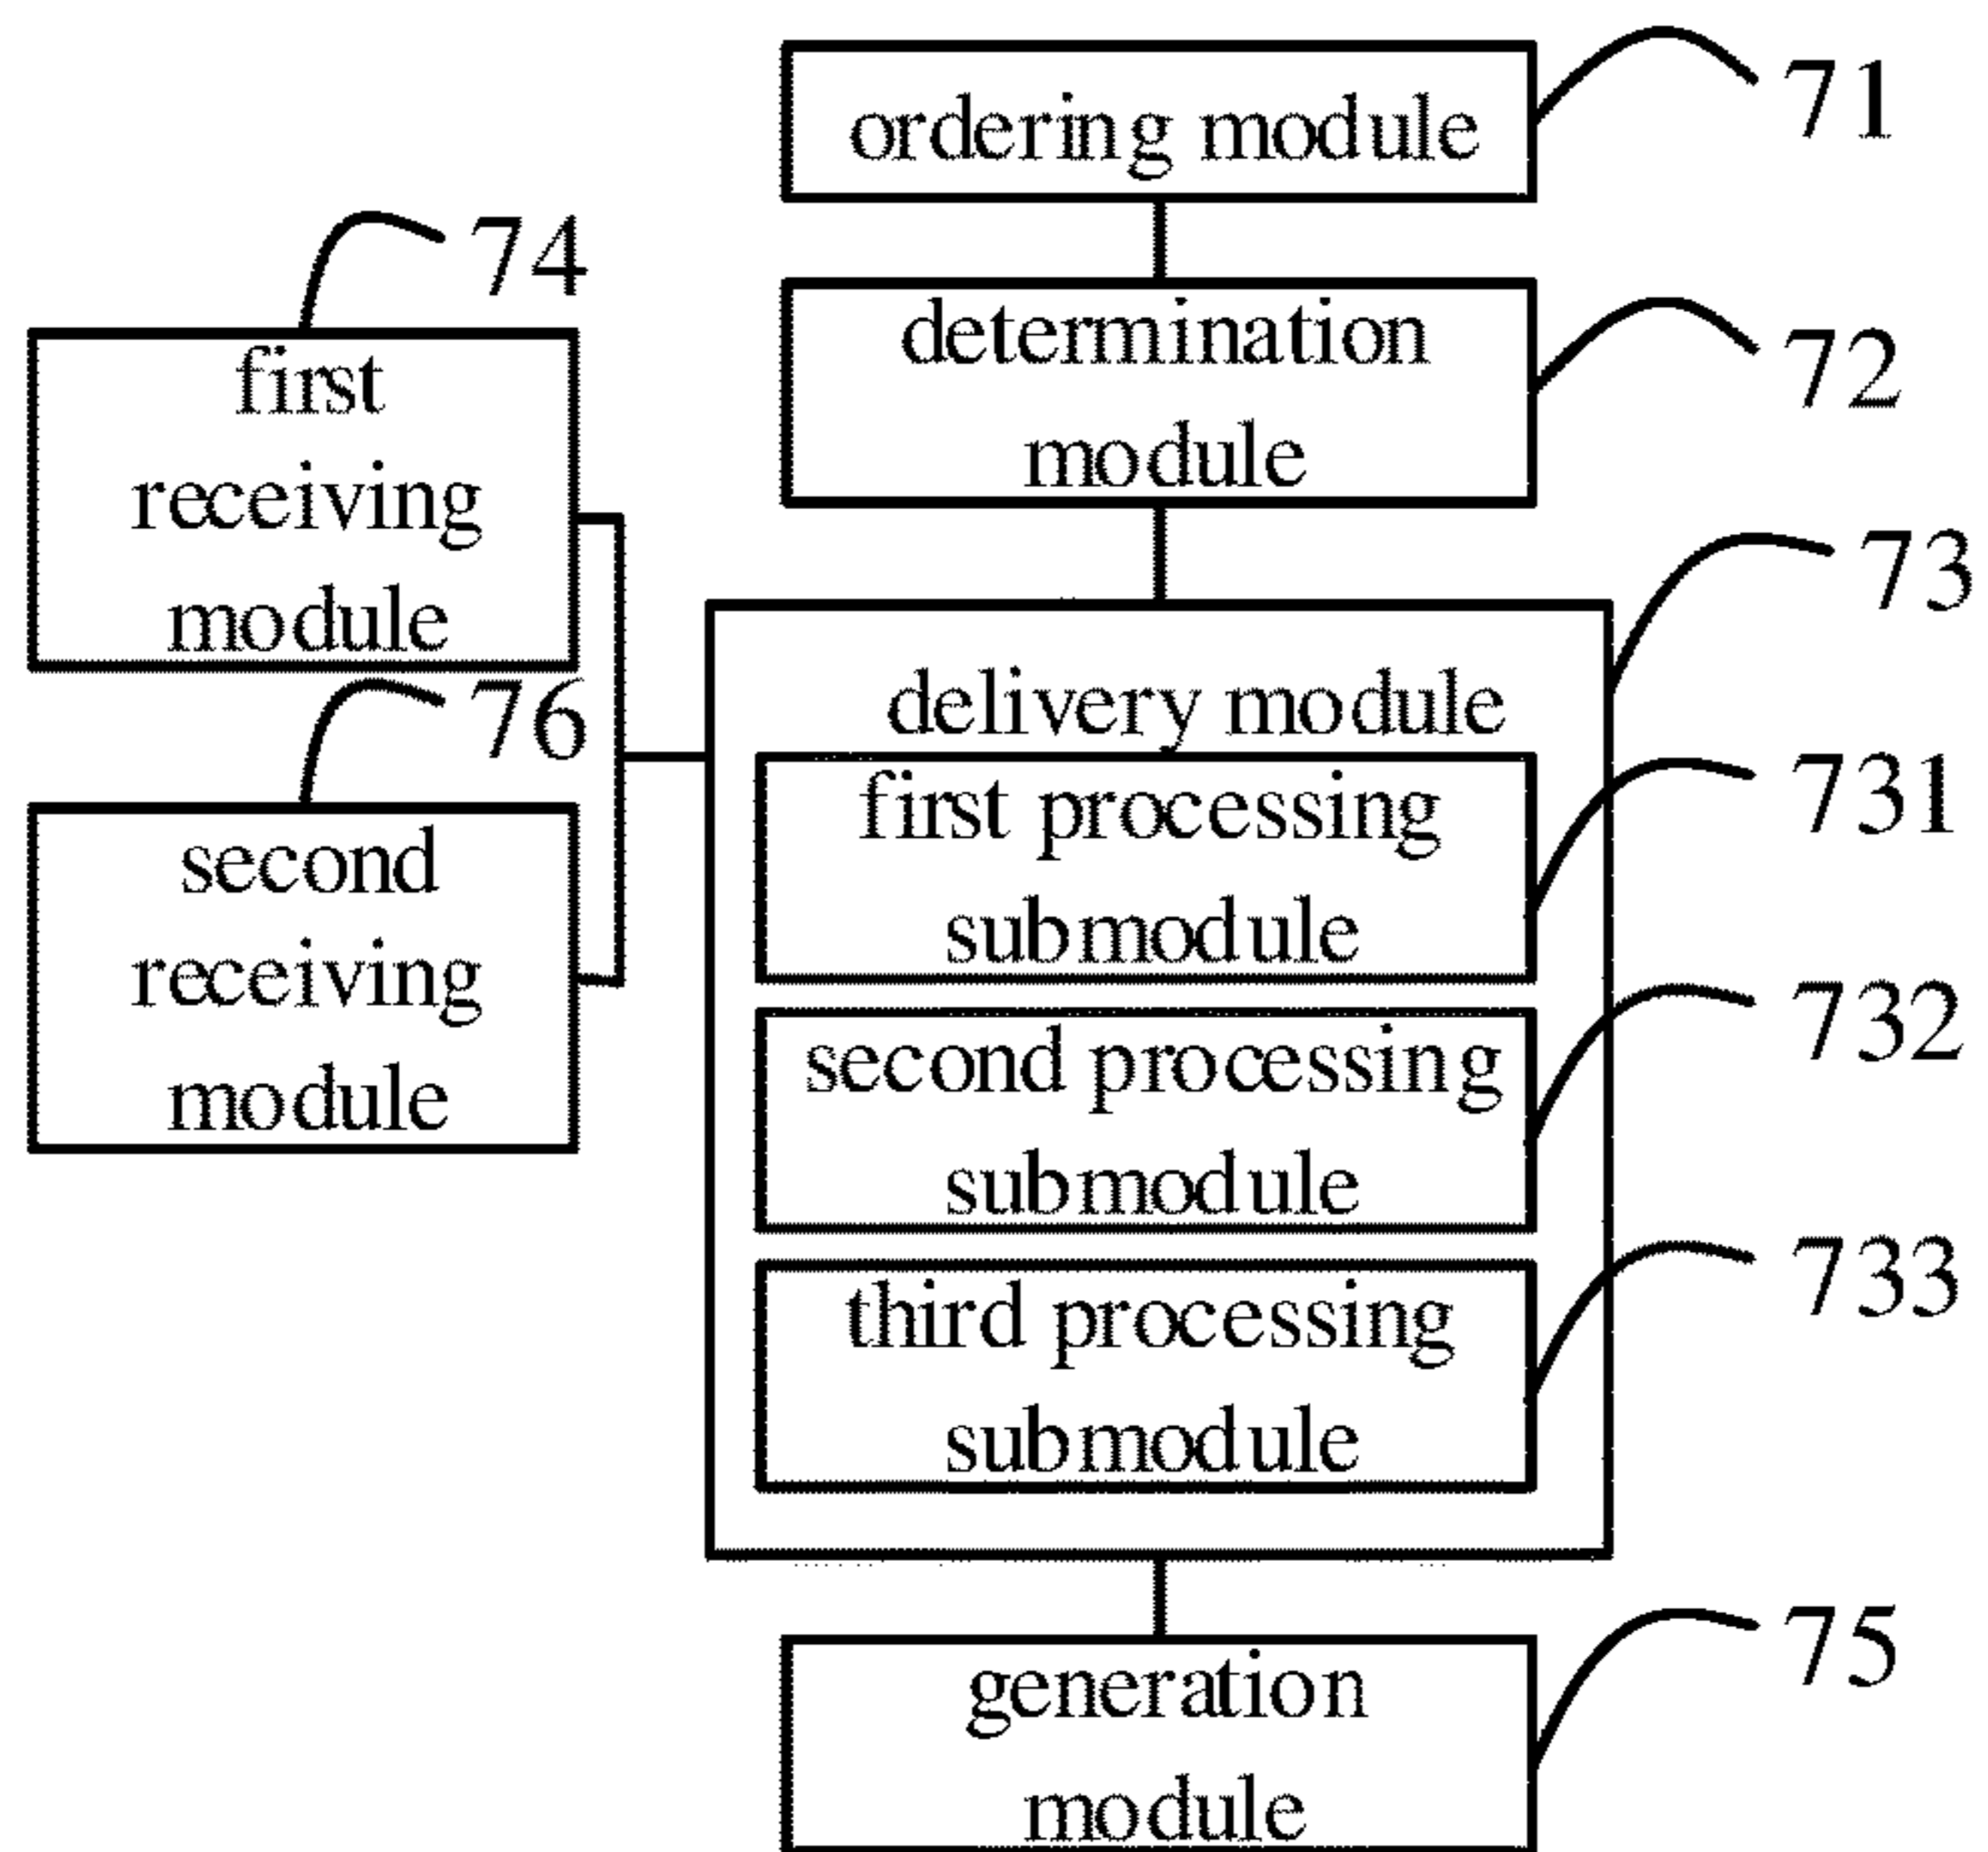 ordering module
71
determination
module
72
first
receiving
module
74
second
receiving
module
76
delivery module
73
first processing
submodule
731
second processing
submodule
732
third processing
submodule
733
generation
module
75